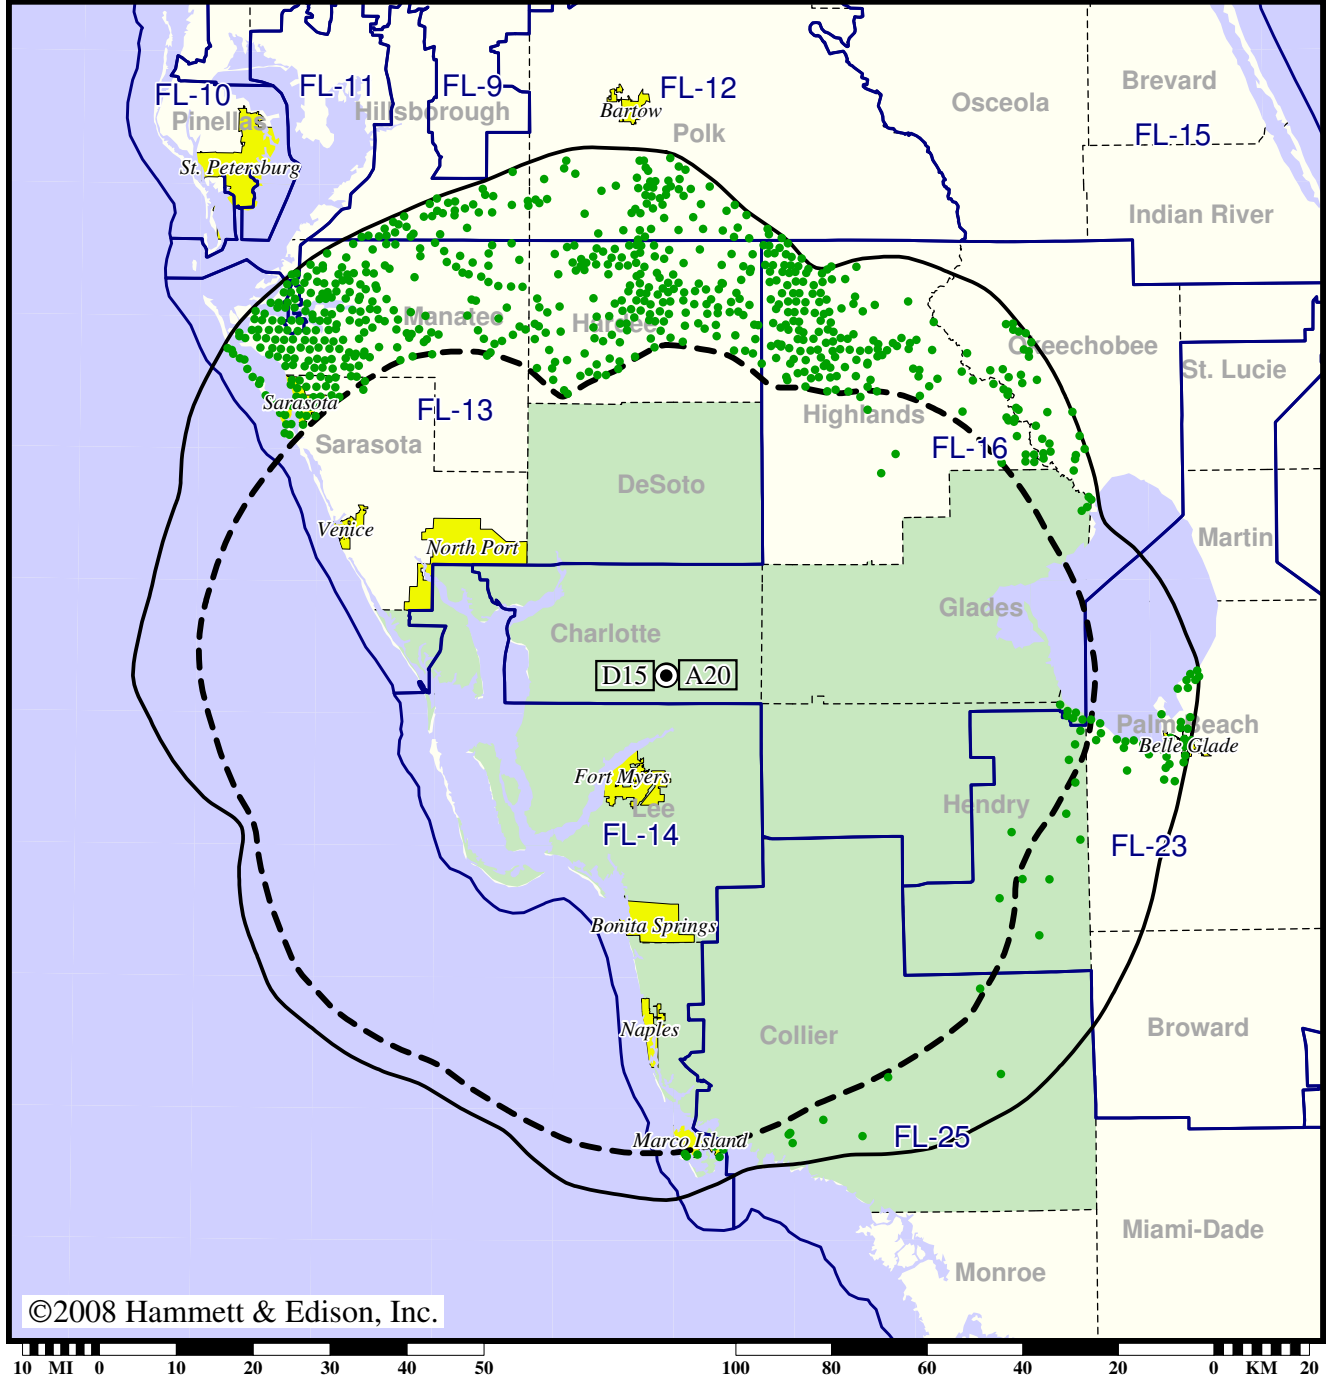 FL-10
FL-11
FL-9
FL-12
Brevard
Pinellas
Hillsborough
Bartow
Osceola
Polk
FL-15
St. Petersburg
Indian River
Manatee
Hardee
Okeechobee
St. Lucie
Sarasota
FL-13
Highlands
Sarasota
FL-16
DeSoto
Venice
North Port
Martin
Glades
Charlotte
D15
A20
Palm Beach
Belle Glade
Fort Myers
Lee
Hendry
FL-14
FL-23
Bonita Springs
Naples
Collier
Broward
Marco Island
FL-25
Miami-Dade
Monroe
©2008 Hammett & Edison, Inc.
10 MI 0 10 20 30 40 50 100 80 60 40 20 0 KM 20